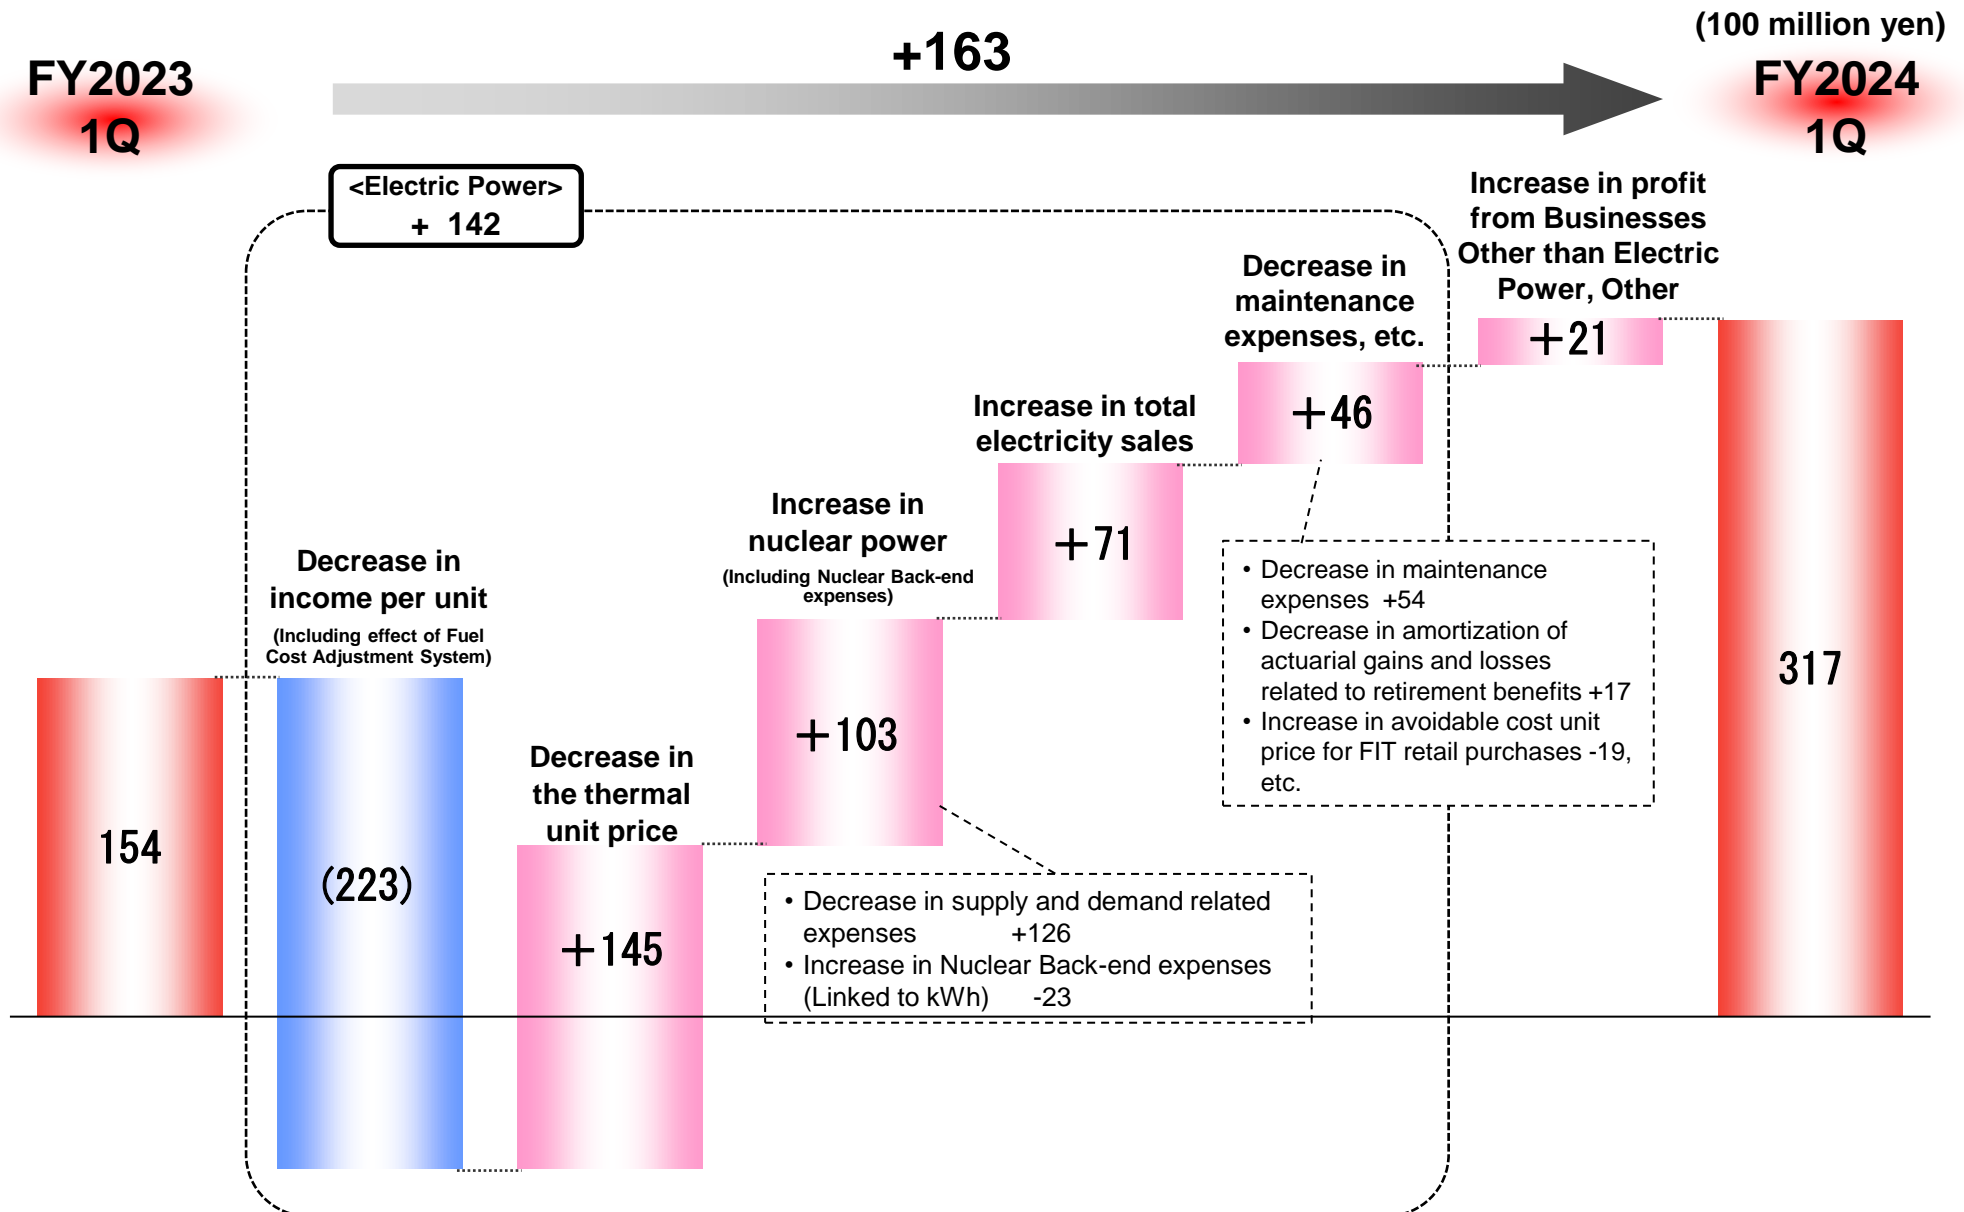 (100 million yen)
+163
FY2023
1Q
FY2024
1Q
<Electric Power>
+ 142
Increase in profit
from Businesses
Other than Electric
Power, Other
+21
Decrease in
maintenance
expenses, etc.
+46
Increase in total
electricity sales
+71
Increase in
nuclear power
(Including Nuclear Back-end
expenses)
+103
Decrease in
income per unit
(Including effect of Fuel
Cost Adjustment System)
(223)
Decrease in
the thermal
unit price
+145
154
317
• Decrease in maintenance
expenses +54
• Decrease in amortization of
actuarial gains and losses
related to retirement benefits +17
• Increase in avoidable cost unit
price for FIT retail purchases -19,
etc.
• Decrease in supply and demand related
expenses +126
• Increase in Nuclear Back-end expenses
(Linked to kWh) -23